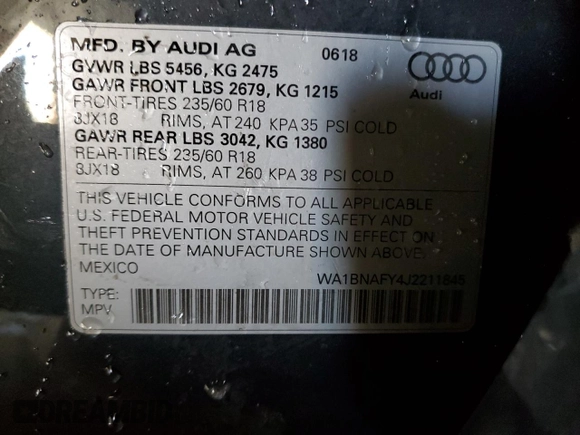 MFD. BY AUDI AG 0618
GVWR LBS 5456, KG 2475
GAWR FRONT LBS 2679, KG 1215
FRONT-TIRES 235/60 R18
8JX18 RIMS, AT 240 KPA 35 PSI COLD
GAWR REAR LBS 3042, KG 1380
REAR-TIRES 235/60 R18
8JX18 RIMS, AT 260 KPA 38 PSI COLD
Audi
THIS VEHICLE CONFORMS TO ALL APPLICABLE
U.S. FEDERAL MOTOR VEHICLE SAFETY AND
THEFT PREVENTION STANDARDS IN EFFECT ON
THE DATE OF MANUFACTURE SHOWN ABOVE.
MEXICO WA1BNAFY4J2211845
TYPE:
MPV
DREAMBID